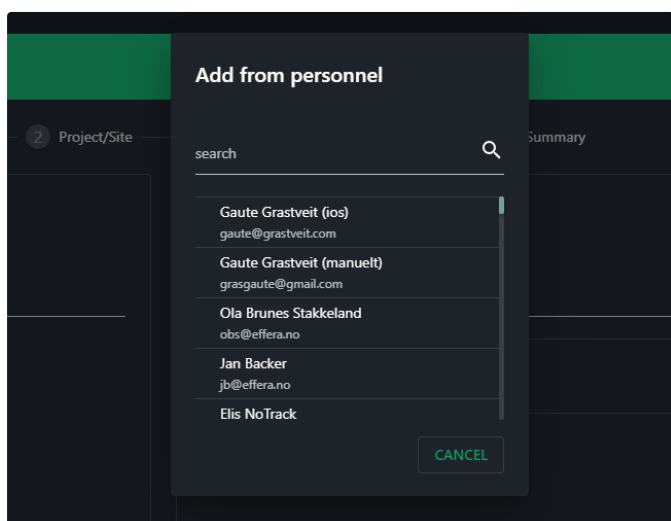 Add from personnel
2 Project/Site
Summary
search
Gaute Grastveit (ios)
gaute@grastveit.com
Gaute Grastveit (manuelt)
grasgaute@gmail.com
Ola Brunes Stakkeland
obs@effera.no
Jan Backer
jb@effera.no
Elis NoTrack
CANCEL